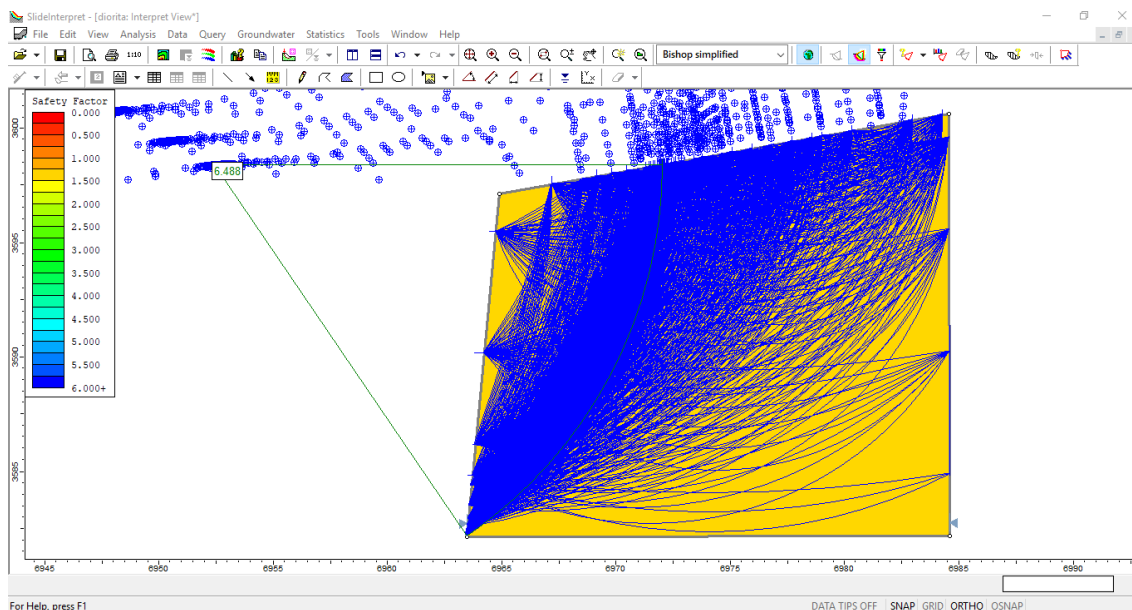 SlideInterpret - [diorita: Interpret View*]
File Edit View Analysis Data Query Groundwater Statistics Tools Window Help
1:10
Bishop simplified
Safety Factor
0.000
0.500
1.000
1.500
2.000
2.500
3.000
3.500
4.000
4.500
5.000
5.500
6.000+
6.488
3600
3595
3590
3585
6945 6950 6955 6960 6965 6970 6975 6980 6985 6990
For Help, press F1
DATA TIPS OFF SNAP GRID ORTHO OSNAP